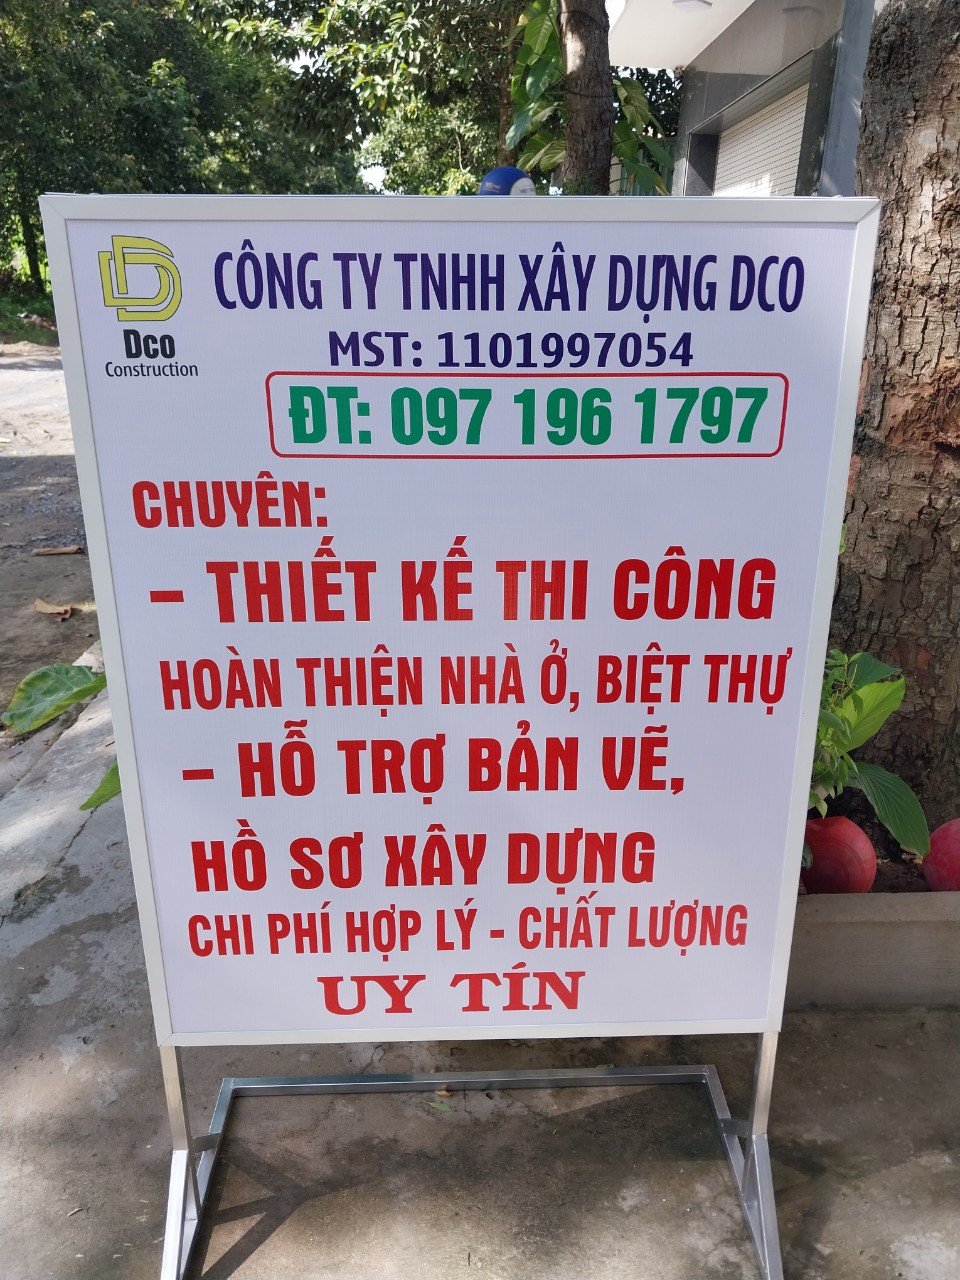 Dco
Construction
CÔNG TY TNHH XÂY DỰNG DCO
MST: 1101997054
ĐT: 097 196 1797
CHUYÊN:
- THIẾT KẾ THI CÔNG
HOÀN THIỆN NHÀ Ở, BIỆT THỰ
- HỖ TRỢ BẢN VẼ,
HỒ SƠ XÂY DỰNG
CHI PHÍ HỢP LÝ - CHẤT LƯỢNG
UY TÍN